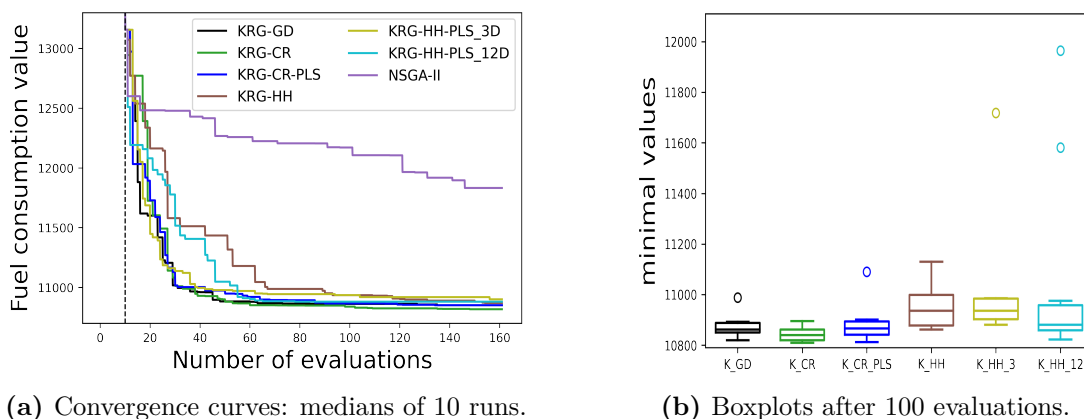 KRG-GD
KRG-CR
KRG-CR-PLS
KRG-HH
KRG-HH-PLS_3D
KRG-HH-PLS_12D
NSGA-II
Fuel consumption value
13000
12500
12000
11500
11000
0 20 40 60 80 100 120 140 160
Number of evaluations
(a) Convergence curves: medians of 10 runs.
minimal values
12000
11800
11600
11400
11200
11000
10800
K_GD K_CR K_CR_PLS K_HH K_HH_3 K_HH_12
(b) Boxplots after 100 evaluations.